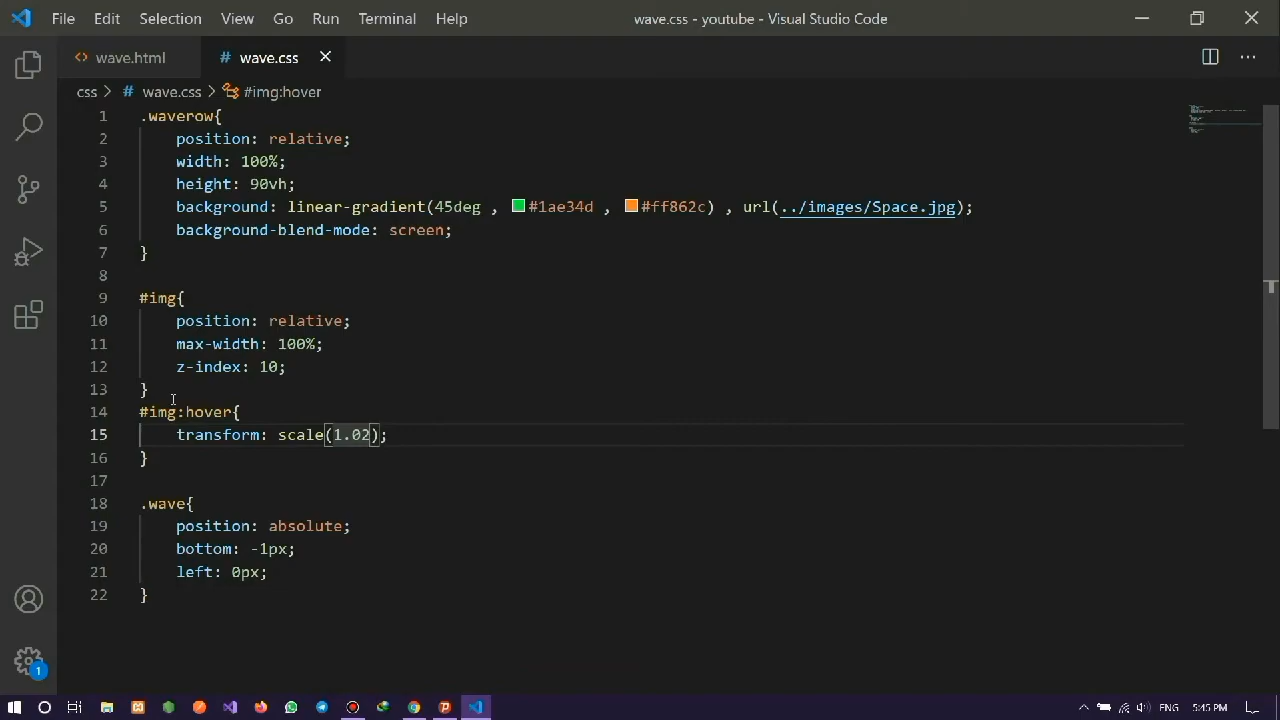 File Edit Selection View Go Run Terminal Help wave.css - youtube - Visual Studio Code
wave.html # wave.css
css > # wave.css > #img:hover
1 .waverow{
2 position: relative;
3 width: 100%;
4 height: 90vh;
5 background: linear-gradient(45deg , #1ae34d , #ff862c) , url(../images/Space.jpg);
6 background-blend-mode: screen;
7 }
8
9 #img{
10 position: relative;
11 max-width: 100%;
12 z-index: 10;
13 }
14 #img:hover{
15 transform: scale(1.02);
16 }
17
18 .wave{
19 position: absolute;
20 bottom: -1px;
21 left: 0px;
22 }
1
ENG 5:45 PM